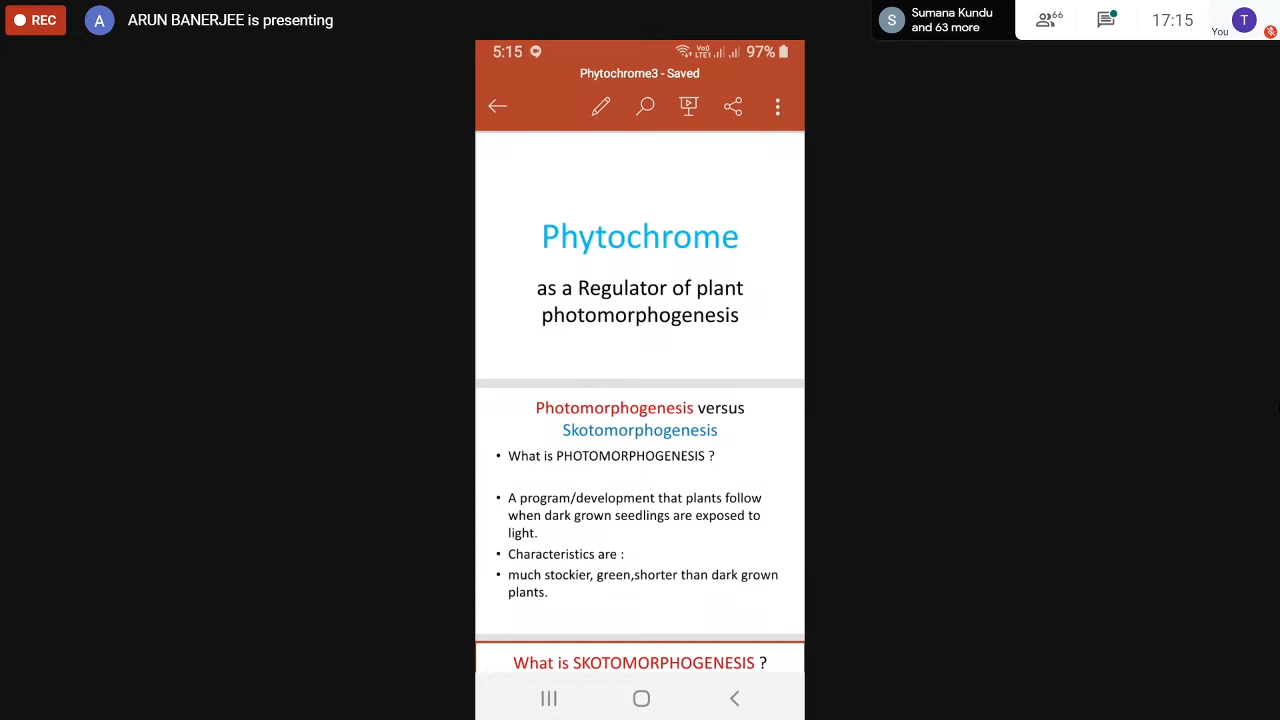 REC
A
ARUN BANERJEE is presenting
S
Sumana Kundu
and 63 more
66
17:15
You
T
5:15
Vo)
LTE1
97%
Phytochrome3 - Saved
Phytochrome
as a Regulator of plant
photomorphogenesis
Photomorphogenesis versus
Skotomorphogenesis
• What is PHOTOMORPHOGENESIS ?
• A program/development that plants follow
when dark grown seedlings are exposed to
light.
• Characteristics are :
• much stockier, green,shorter than dark grown
plants.
What is SKOTOMORPHOGENESIS ?